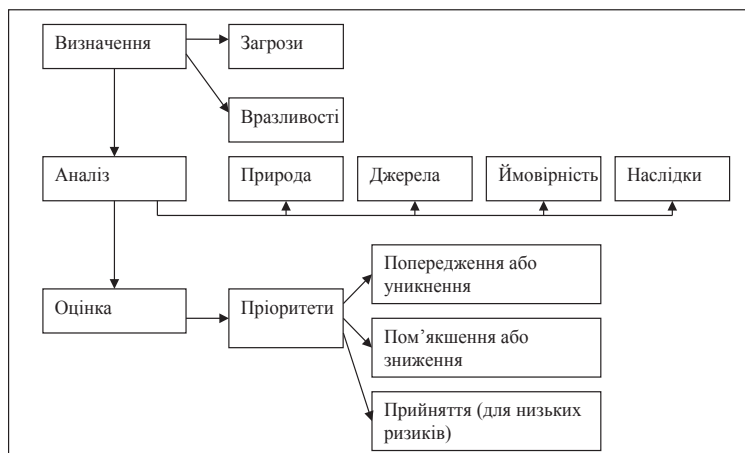 Визначення
Загрози
Вразливості
Аналіз
Природа
Джерела
Ймовірність
Наслідки
Оцінка
Пріоритети
Попередження або
уникнення
Пом’якшення або
зниження
Прийняття (для низьких
ризиків)